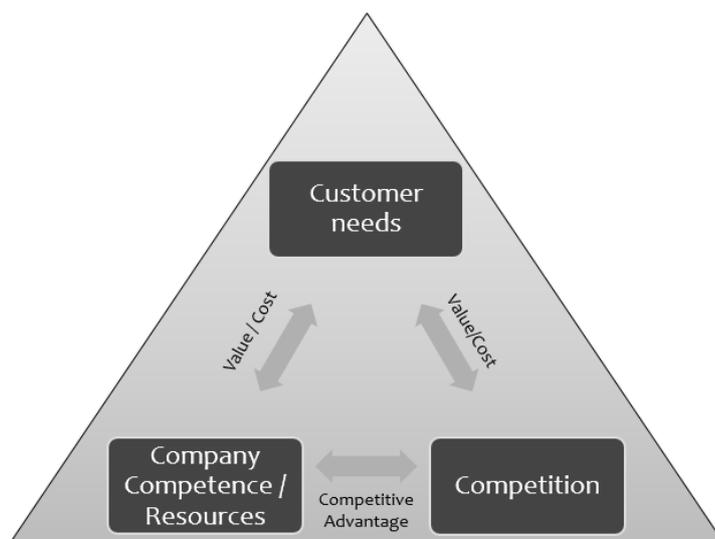 Customer
needs
Value / Cost
Value/Cost
Company
Competence /
Resources
Competitive
Advantage
Competition